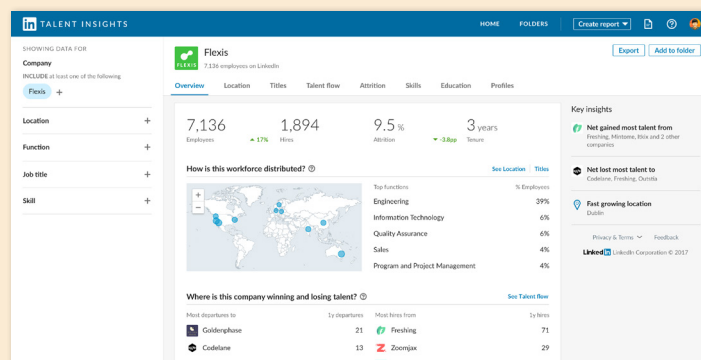 in TALENT INSIGHTS
HOME FOLDERS Create report
SHOWING DATA FOR
Company
INCLUDE at least one of the following
Flexis +
Location +
Function +
Job title +
Skill +
FLEXIS
Flexis
7.136 employees on LinkedIn
Export Add to folder
Overview Location Titles Talent flow Attrition Skills Education Profiles
7,136 1,894 9.5 % 3 years
Employees 17% Hires Attrition -3.8pp Tenure
How is this workforce distributed? See Location Titles
+
−
Top functions % Employees
Engineering 39%
Information Technology 6%
Quality Assurance 6%
Sales 4%
Program and Project Management 4%
Where is this company winning and losing talent? See Talent flow
Most departures to 1y departures Most hires from 1y hires
Goldenphase 21 Freshing 71
Codelane 13 Zoomjax 29
Key insights
Net gained most talent from
Freshing, Mintome, Itiix and 2 other
companies
Net lost most talent to
Codelane, Freshing, Outstia
Fast growing location
Dublin
Privacy & Terms Feedback
Linked in LinkedIn Corporation © 2017